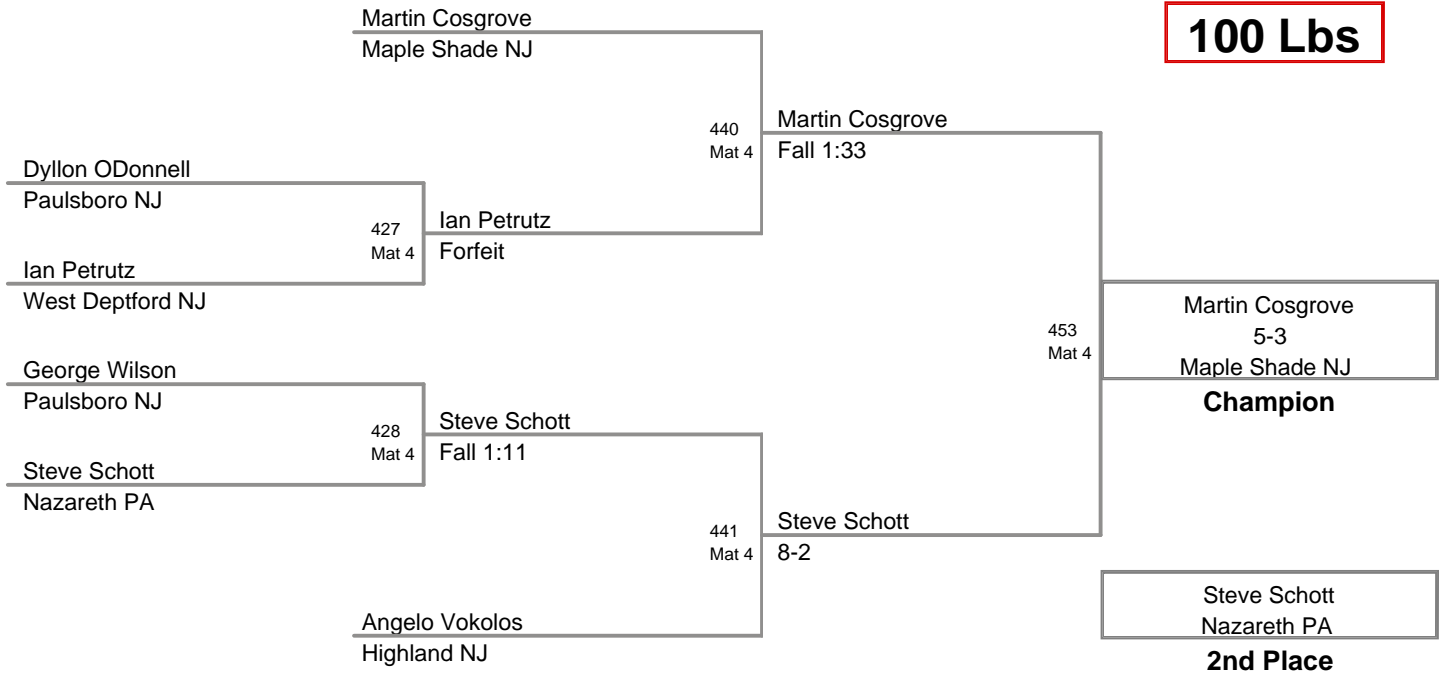 100 Lbs
Martin Cosgrove
Maple Shade NJ
440
Mat 4
Martin Cosgrove
Fall 1:33
Dyllon ODonnell
Paulsboro NJ
427
Mat 4
Ian Petrutz
Forfeit
Ian Petrutz
West Deptford NJ
453
Mat 4
Martin Cosgrove
5-3
Maple Shade NJ
Champion
George Wilson
Paulsboro NJ
428
Mat 4
Steve Schott
Fall 1:11
Steve Schott
Nazareth PA
441
Mat 4
Steve Schott
8-2
Angelo Vokolos
Highland NJ
Steve Schott
Nazareth PA
2nd Place